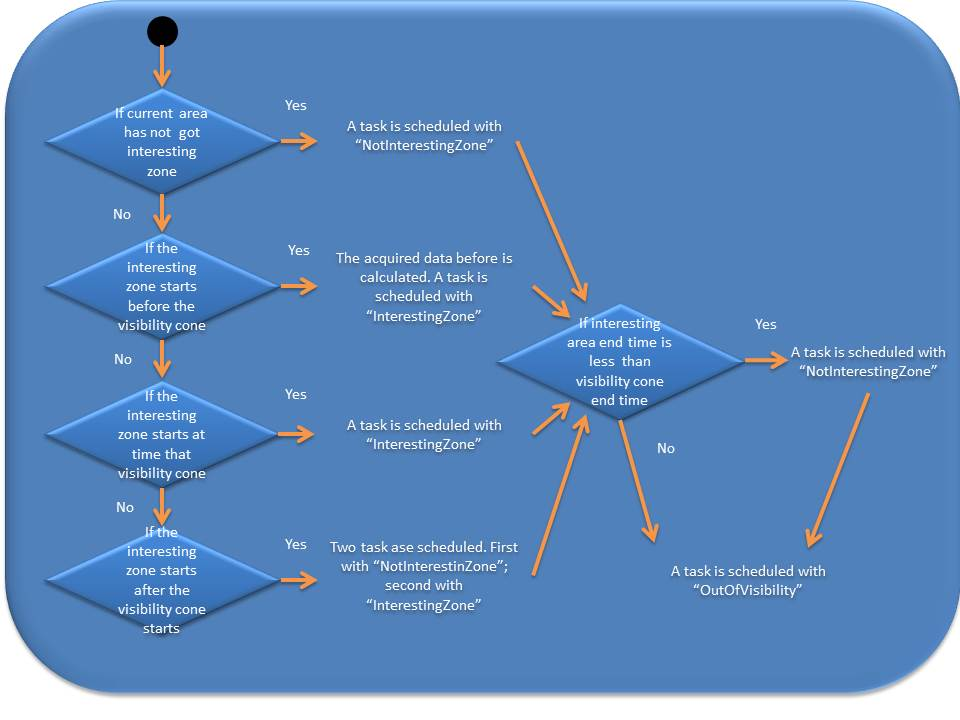 If current area
has not got
interesting
zone
Yes
A task is scheduled with
“NotInterestingZone”
No
If the
interesting
zone starts
before the
visibility cone
Yes
The acquired data before is
calculated. A task is
scheduled with
“InterestingZone”
No
If the
interesting
zone starts at
time that
visibility cone
Yes
A task is scheduled with
“InterestingZone”
No
If the
interesting
zone starts
after the
visibility cone
starts
Yes
Two task ase scheduled. First
with “NotInterestinZone”;
second with
“InterestingZone”
If interesting
area end time is
less than
visibility cone
end time
Yes
A task is scheduled with
“NotInterestingZone”
No
A task is scheduled with
“OutOfVisibility”